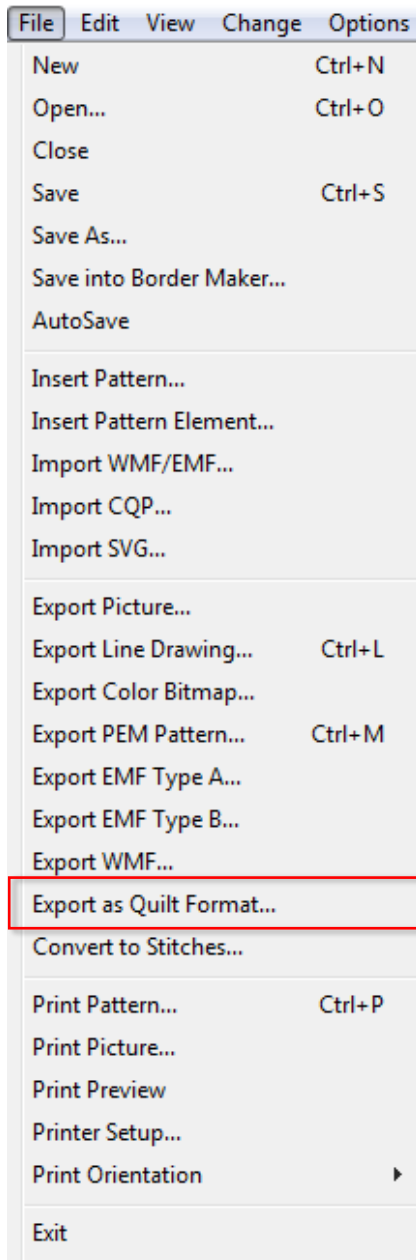 File Edit View Change Options
New Ctrl+N
Open... Ctrl+O
Close
Save Ctrl+S
Save As...
Save into Border Maker...
AutoSave
Insert Pattern...
Insert Pattern Element...
Import WMF/EMF...
Import CQP...
Import SVG...
Export Picture...
Export Line Drawing... Ctrl+L
Export Color Bitmap...
Export PEM Pattern... Ctrl+M
Export EMF Type A...
Export EMF Type B...
Export WMF...
Export as Quilt Format...
Convert to Stitches...
Print Pattern... Ctrl+P
Print Picture...
Print Preview
Printer Setup...
Print Orientation
Exit